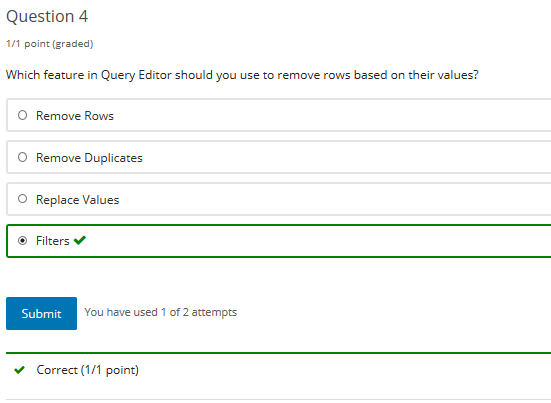 Question 4
1/1 point (graded)
Which feature in Query Editor should you use to remove rows based on their values?
Remove Rows
Remove Duplicates
Replace Values
Filters
Submit You have used 1 of 2 attempts
Correct (1/1 point)